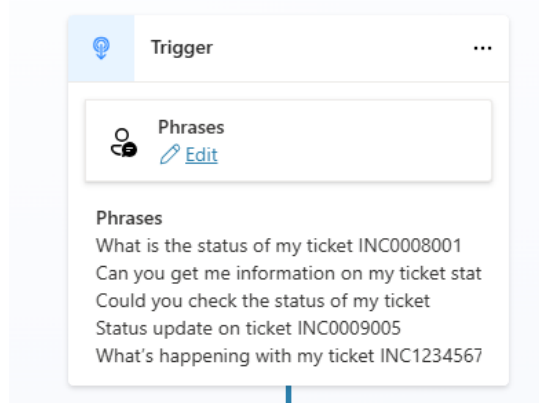 Trigger
Phrases
Edit
Phrases
What is the status of my ticket INC0008001
Can you get me information on my ticket stat
Could you check the status of my ticket
Status update on ticket INC0009005
What's happening with my ticket INC1234567